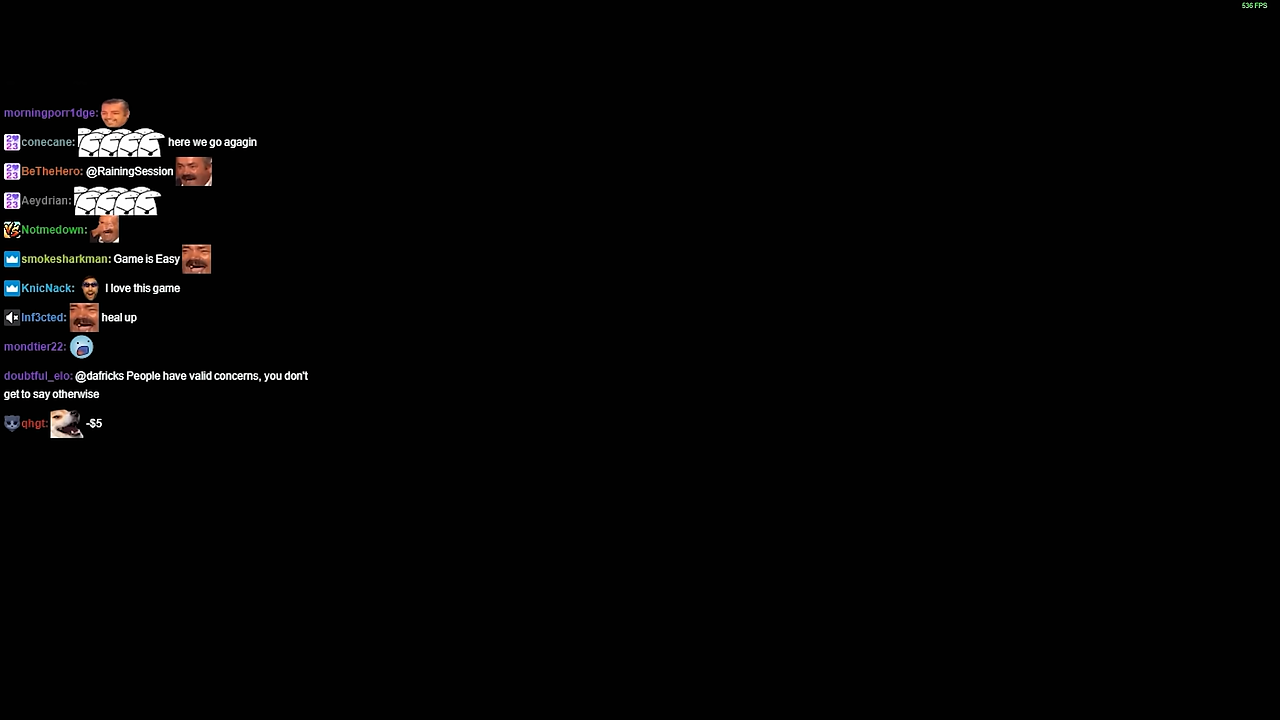 536 FPS
morningporr1dge:
conecane: here we go agagin
BeTheHero: @RainingSession
Aeydrian:
Notmedown:
smokesharkman: Game is Easy
KnicNack: I love this game
Inf3cted: heal up
mondtier22:
doubtful_elo: @dafricks People have valid concerns, you don't
get to say otherwise
qhgt: -$5